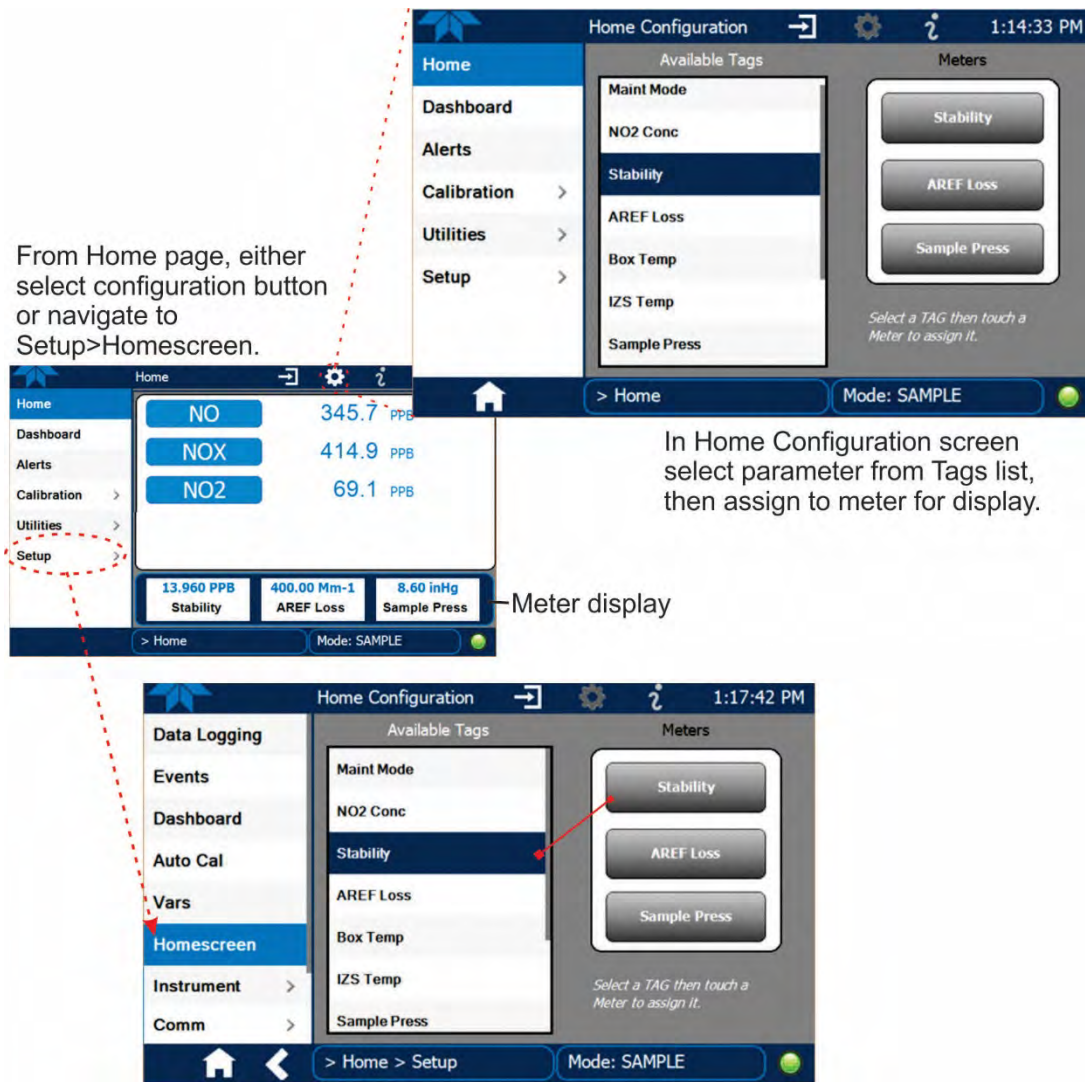 Home Configuration 1:14:33 PM
Home
Dashboard
Alerts
Calibration >
Utilities >
Setup >
Available Tags
Maint Mode
NO2 Conc
Stability
AREF Loss
Box Temp
IZS Temp
Sample Press
Meters
Stability
AREF Loss
Sample Press
Select a TAG then touch a
Meter to assign it.
> Home
Mode: SAMPLE
From Home page, either
select configuration button
or navigate to
Setup>Homescreen.
Home
Home
Dashboard
Alerts
Calibration >
Utilities >
Setup >
NO 345.7 PPB
NOX 414.9 PPB
NO2 69.1 PPB
13.960 PPB
Stability
400.00 Mm-1
AREF Loss
8.60 inHg
Sample Press
> Home
Mode: SAMPLE
Meter display
In Home Configuration screen
select parameter from Tags list,
then assign to meter for display.
Home Configuration 1:17:42 PM
Data Logging
Events
Dashboard
Auto Cal
Vars
Homescreen
Instrument >
Comm >
Available Tags
Maint Mode
NO2 Conc
Stability
AREF Loss
Box Temp
IZS Temp
Sample Press
Meters
Stability
AREF Loss
Sample Press
Select a TAG then touch a
Meter to assign it.
> Home > Setup
Mode: SAMPLE